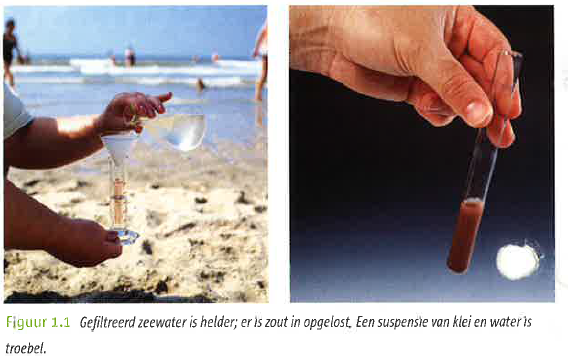 Figuur 1.1 Gefiltreerd zeewater is helder; er is zout in opgelost. Een suspensie van klei en water is
troebel.